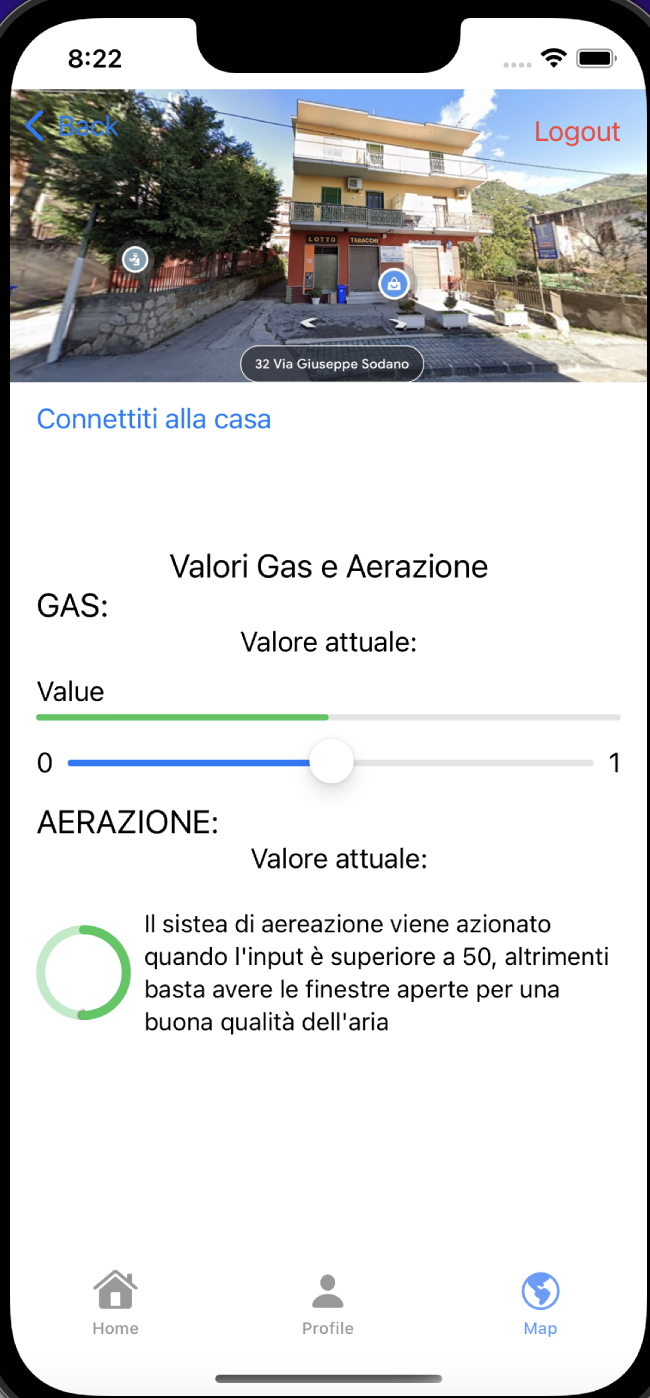 8:22
Back
Logout
LOTTO
TABACCHI
32 Via Giuseppe Sodano
Connettiti alla casa
Valori Gas e Aerazione
GAS:
Valore attuale:
Value
0 1
AERAZIONE:
Valore attuale:
Il sistea di aereazione viene azionato
quando l'input è superiore a 50, altrimenti
basta avere le finestre aperte per una
buona qualità dell'aria
Home Profile Map